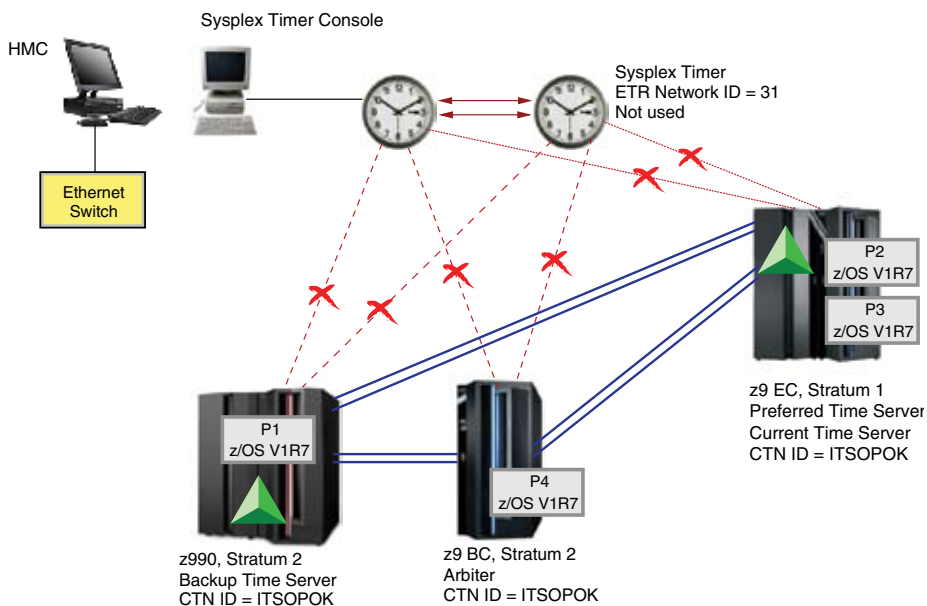 Sysplex Timer Console
HMC
Sysplex Timer
ETR Network ID = 31
Not used
Ethernet
Switch
P2
z/OS V1R7
P3
z/OS V1R7
z9 EC, Stratum 1
Preferred Time Server
Current Time Server
CTN ID = ITSOPOK
P1
z/OS V1R7
P4
z/OS V1R7
z990, Stratum 2
Backup Time Server
CTN ID = ITSOPOK
z9 BC, Stratum 2
Arbiter
CTN ID = ITSOPOK